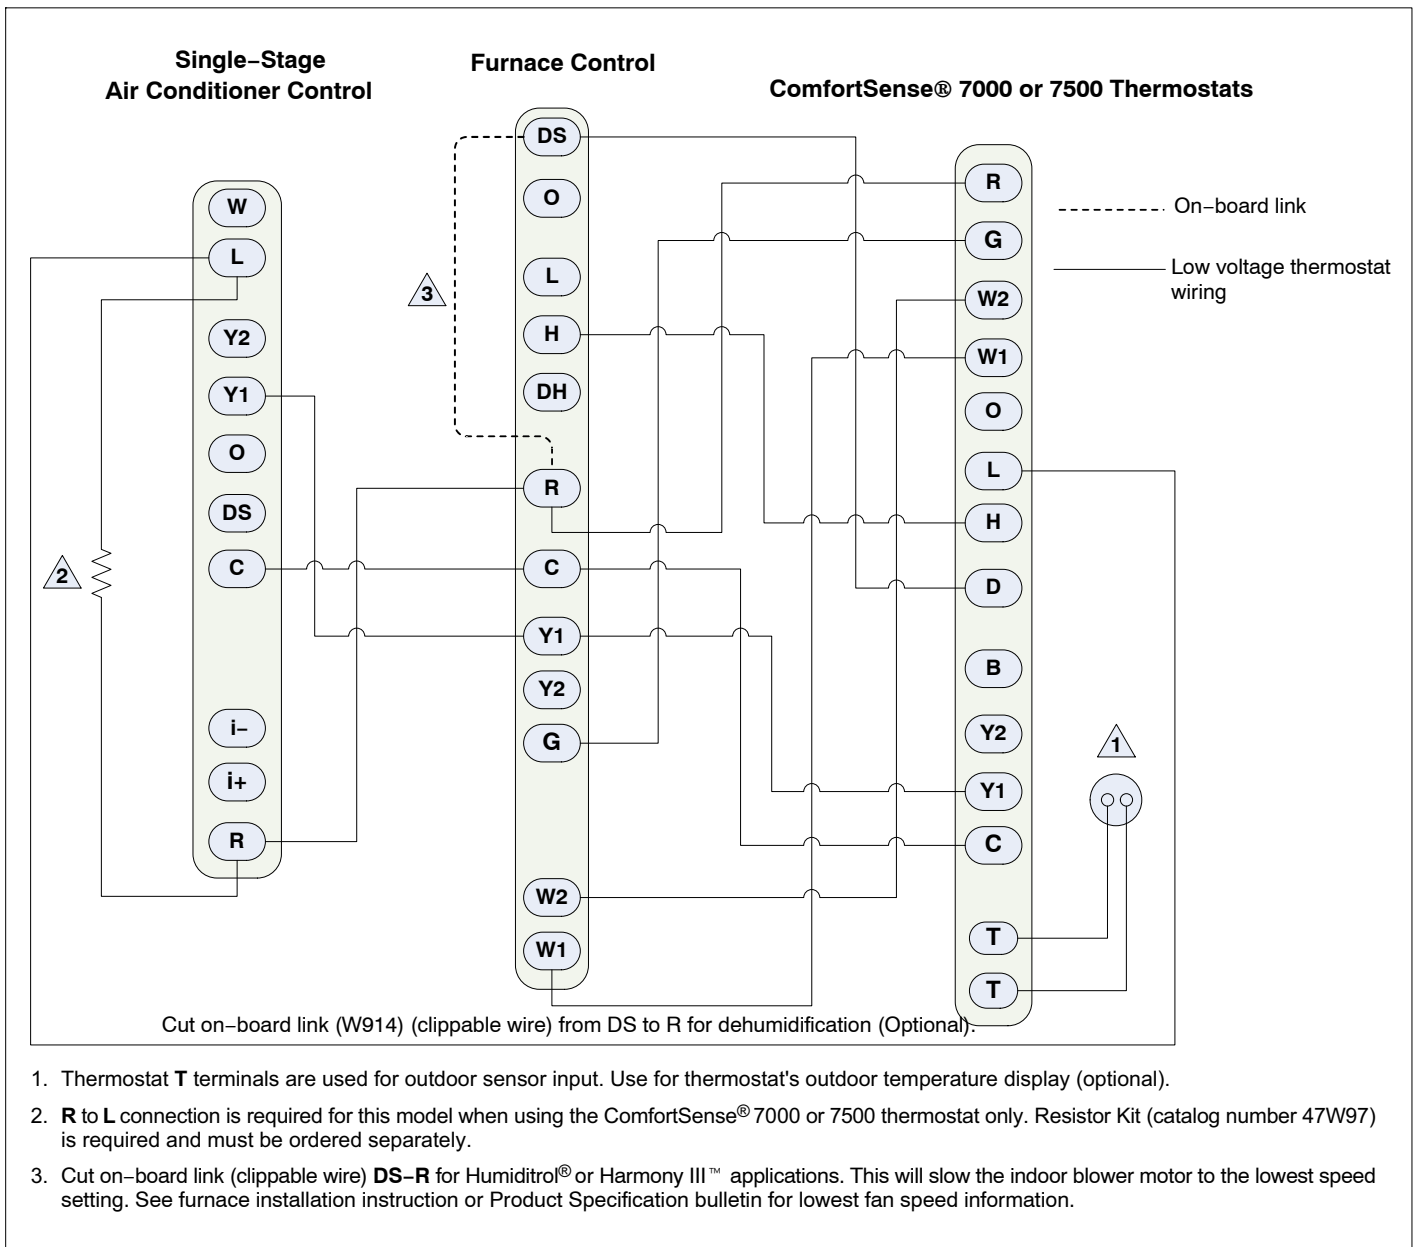 Single−Stage
Air Conditioner Control
Furnace Control
ComfortSense® 7000 or 7500 Thermostats
W
L
Y2
Y1
O
DS
C
i−
i+
R
2
DS
O
L
H
DH
R
C
Y1
Y2
G
W2
W1
3
R
G
W2
W1
O
L
H
D
B
Y2
Y1
C
T
T
1
On−board link
Low voltage thermostat
wiring
Cut on−board link (W914) (clippable wire) from DS to R for dehumidification (Optional).
1. Thermostat T terminals are used for outdoor sensor input. Use for thermostat's outdoor temperature display (optional).
2. R to L connection is required for this model when using the ComfortSense® 7000 or 7500 thermostat only. Resistor Kit (catalog number 47W97)
is required and must be ordered separately.
3. Cut on−board link (clippable wire) DS−R for Humiditrol® or Harmony III™ applications. This will slow the indoor blower motor to the lowest speed
setting. See furnace installation instruction or Product Specification bulletin for lowest fan speed information.